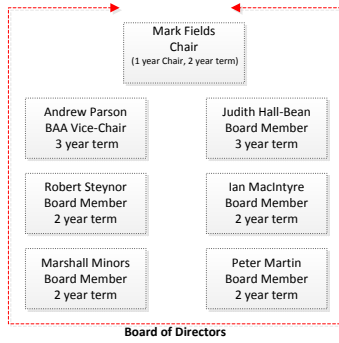 Mark Fields
Chair
(1 year Chair, 2 year term)
Andrew Parson
BAA Vice-Chair
3 year term
Judith Hall-Bean
Board Member
3 year term
Robert Steynor
Board Member
2 year term
Ian MacIntyre
Board Member
2 year term
Marshall Minors
Board Member
2 year term
Peter Martin
Board Member
2 year term
Board of Directors